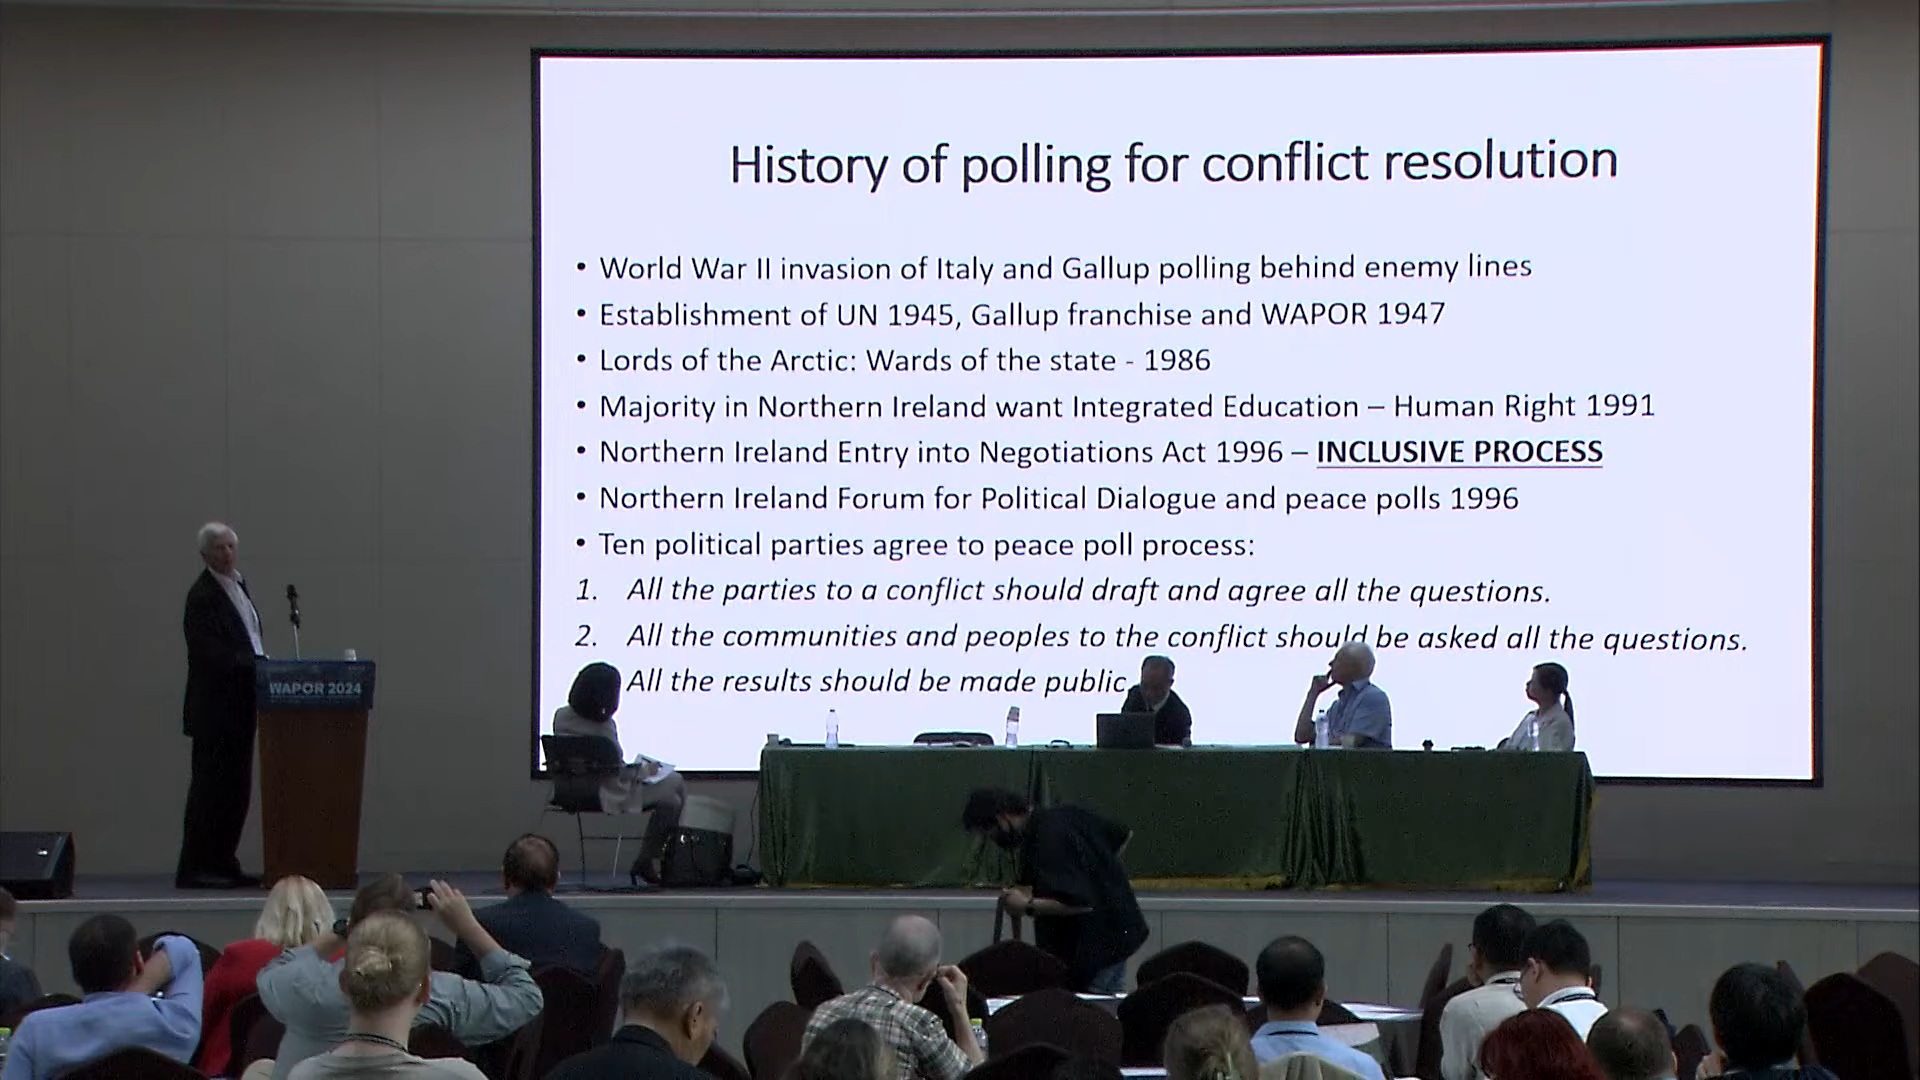 History of polling for conflict resolution
• World War II invasion of Italy and Gallup polling behind enemy lines
• Establishment of UN 1945, Gallup franchise and WAPOR 1947
• Lords of the Arctic: Wards of the state - 1986
• Majority in Northern Ireland want Integrated Education – Human Right 1991
• Northern Ireland Entry into Negotiations Act 1996 – INCLUSIVE PROCESS
• Northern Ireland Forum for Political Dialogue and peace polls 1996
• Ten political parties agree to peace poll process:
1. All the parties to a conflict should draft and agree all the questions.
2. All the communities and peoples to the conflict should be asked all the questions.
All the results should be made public
WAPOR 2024